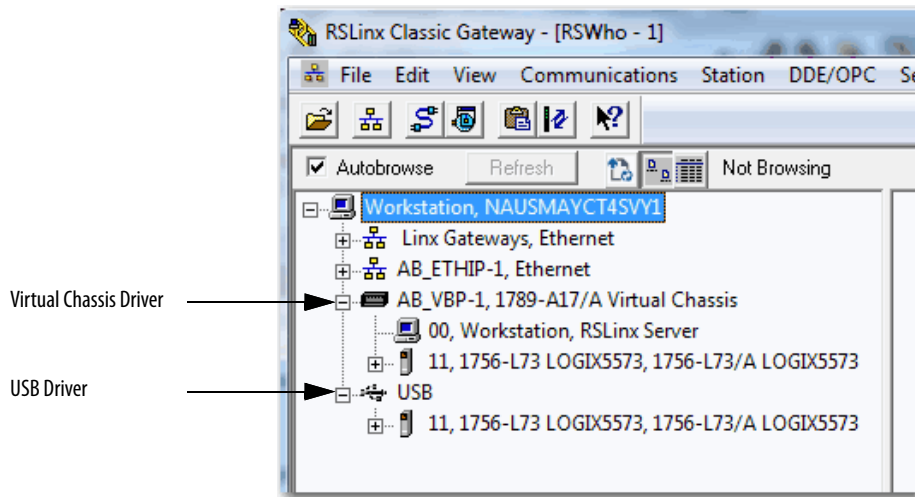 RSLinx Classic Gateway - [RSWho - 1]
File Edit View Communications Station DDE/OPC Se
Autobrowse Refresh Not Browsing
Workstation, NAUSMAYCT4SVY1
Linx Gateways, Ethernet
AB_ETHIP-1, Ethernet
Virtual Chassis Driver
AB_VBP-1, 1789-A17/A Virtual Chassis
00, Workstation, RSLinx Server
11, 1756-L73 LOGIX5573, 1756-L73/A LOGIX5573
USB Driver
USB
11, 1756-L73 LOGIX5573, 1756-L73/A LOGIX5573